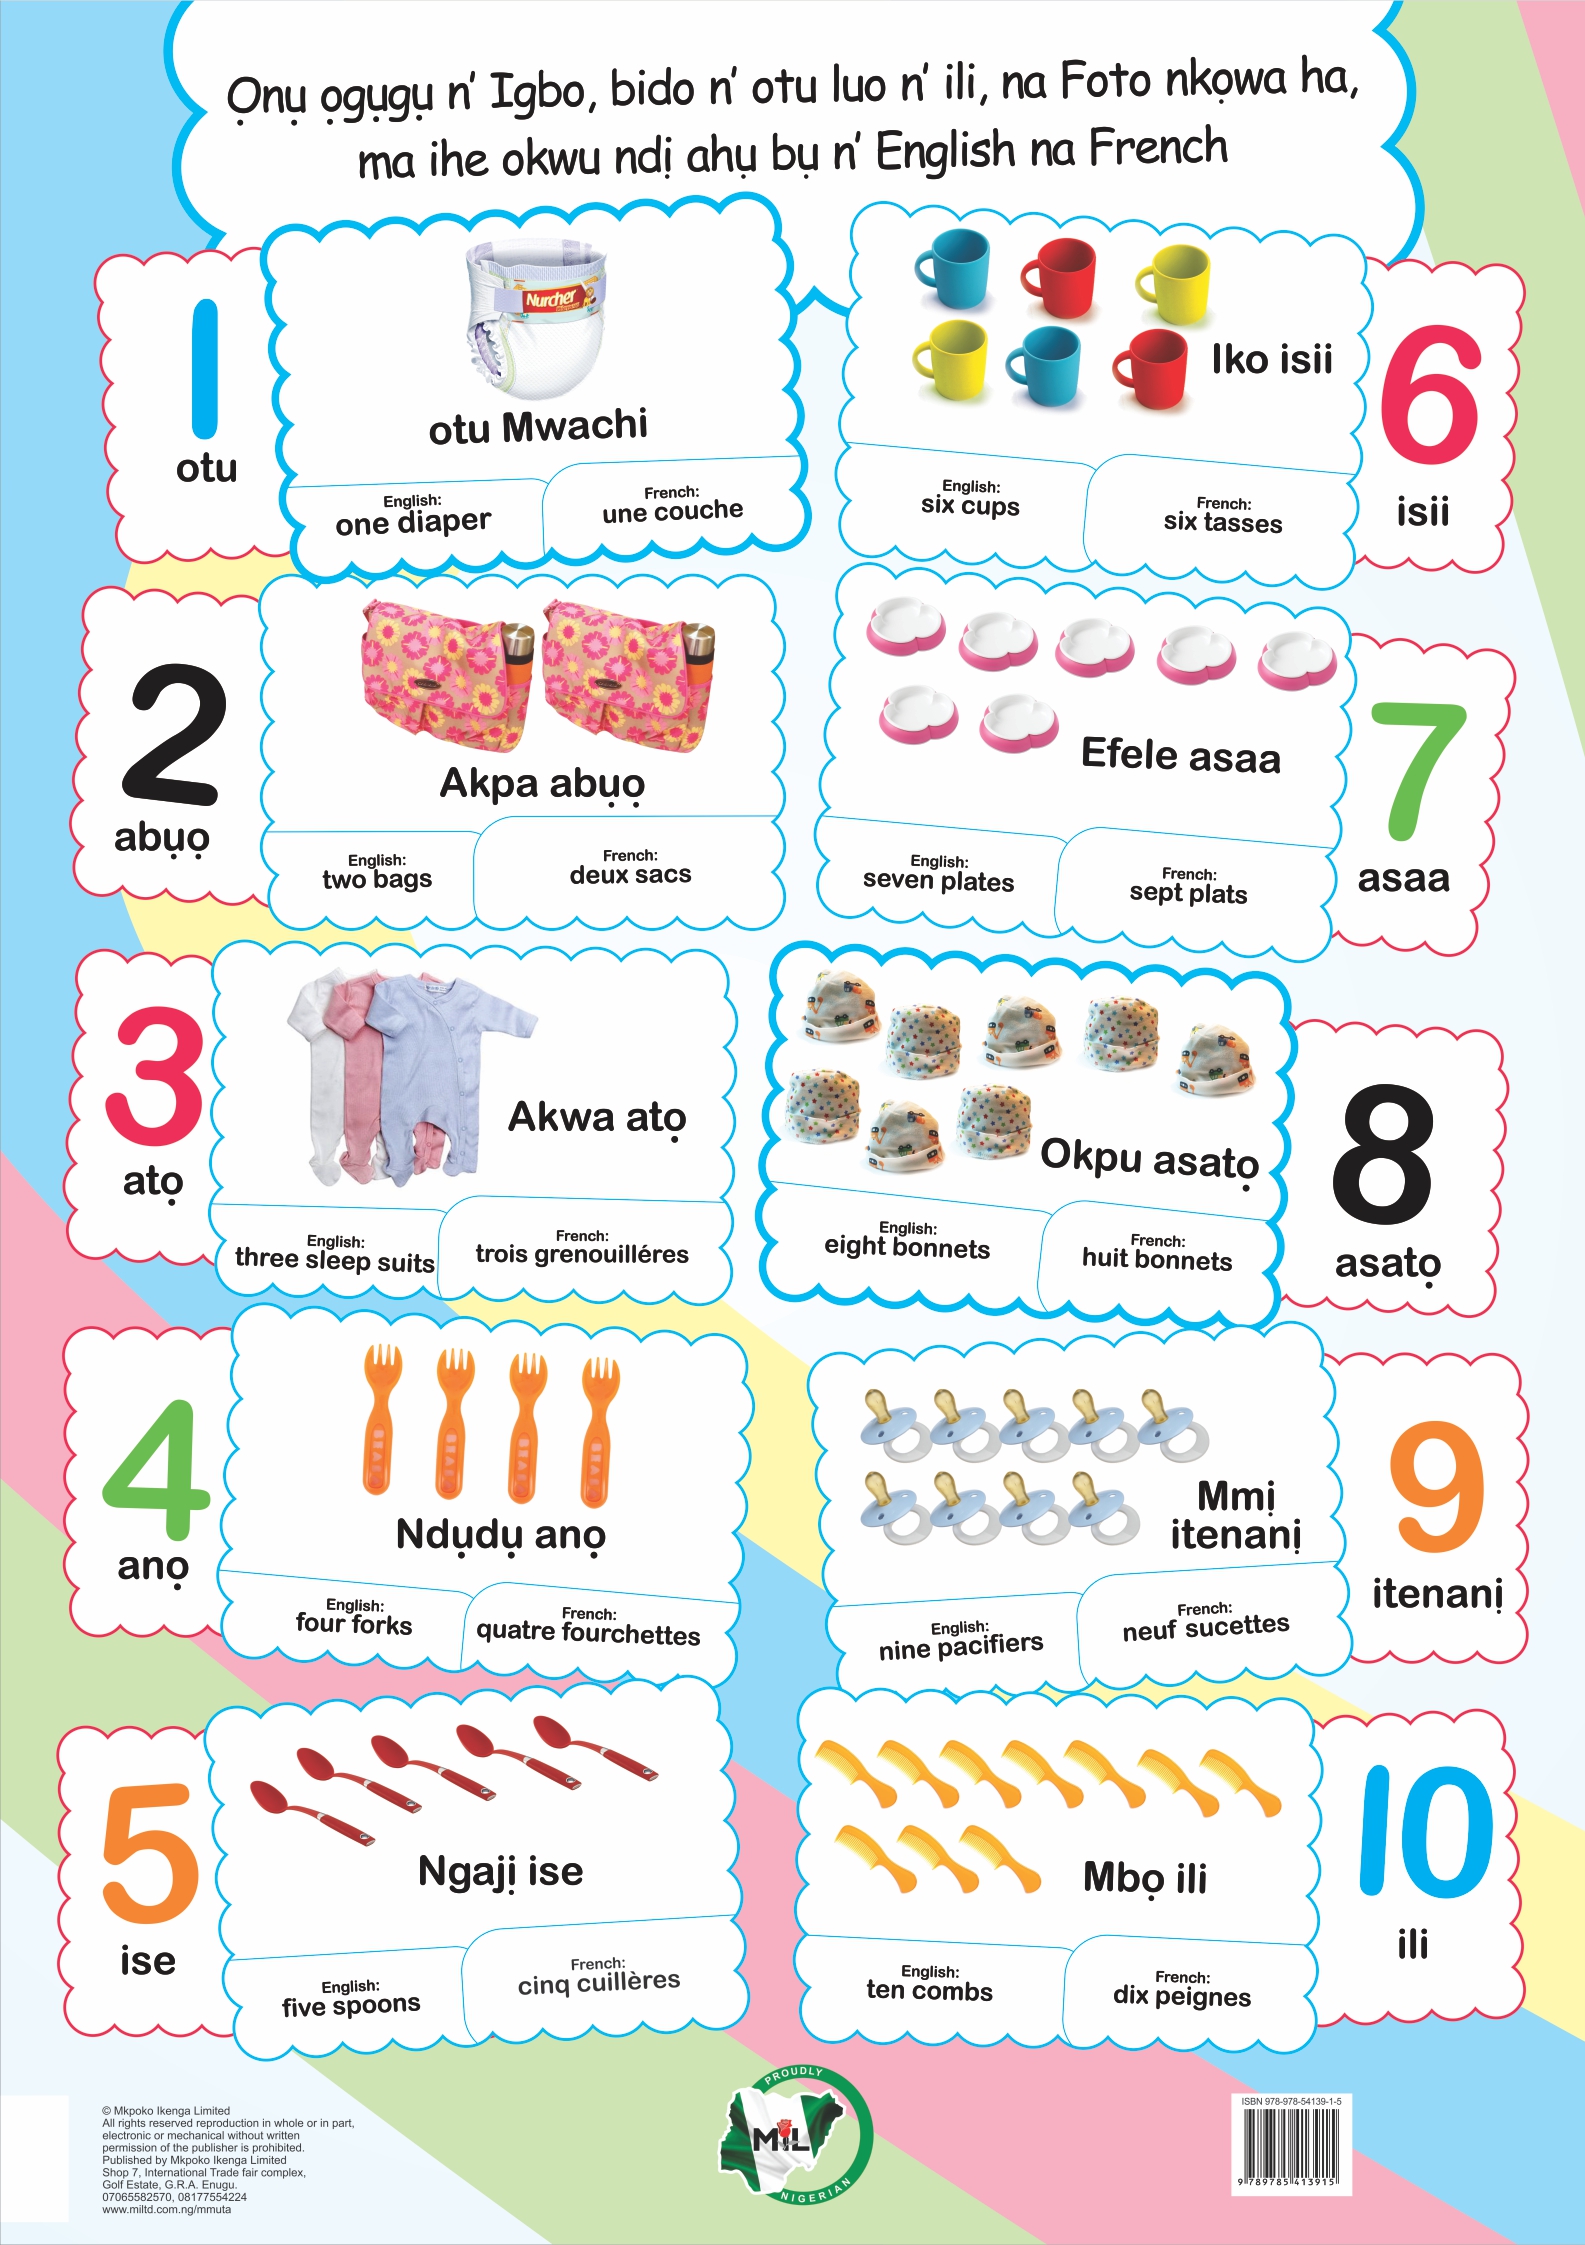 Ọnụ ọgụgụ n' Igbo, bido n' otu luo n' ili, na Foto nkọwa ha,
ma ihe okwu ndị ahụ bụ n' English na French
1
otu
Nurcher
otu Mwachi
English:
one diaper
French:
une couche
2
abụọ
Akpa abụọ
English:
two bags
French:
deux sacs
3
atọ
Akwa atọ
English:
three sleep suits
French:
trois grenouilléres
4
anọ
Ndụdụ anọ
English:
four forks
French:
quatre fourchettes
5
ise
Ngajị ise
English:
five spoons
French:
cinq cuillères
Iko isii
English:
six cups
French:
six tasses
6
isii
Efele asaa
English:
seven plates
French:
sept plats
7
asaa
Okpu asatọ
English:
eight bonnets
French:
huit bonnets
8
asatọ
Mmị
itenanị
English:
nine pacifiers
French:
neuf sucettes
9
itenanị
Mbọ ili
English:
ten combs
French:
dix peignes
10
ili
© Mkpoko Ikenga Limited
All rights reserved reproduction in whole or in part,
electronic or mechanical without written
permission of the publisher is prohibited.
Published by Mkpoko Ikenga Limited
Shop 7, International Trade fair complex,
Golf Estate, G.R.A. Enugu.
07065582570, 08177554224
www.miltd.com.ng/mmuta
PROUDLY
MIL
NIGERIAN
ISBN 978-978-54139-1-5
9 789785 413915